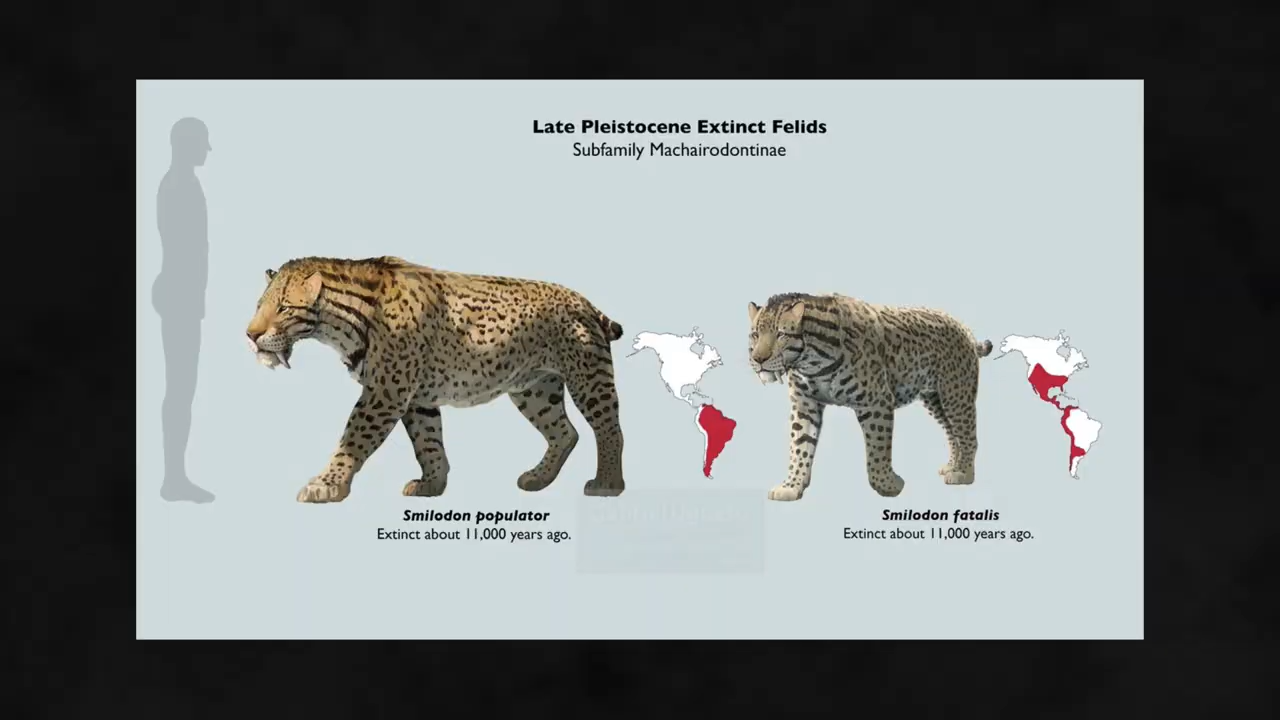 Late Pleistocene Extinct Felids
Subfamily Machairodontinae
Smilodon populator
Extinct about 11,000 years ago.
Smilodon fatalis
Extinct about 11,000 years ago.